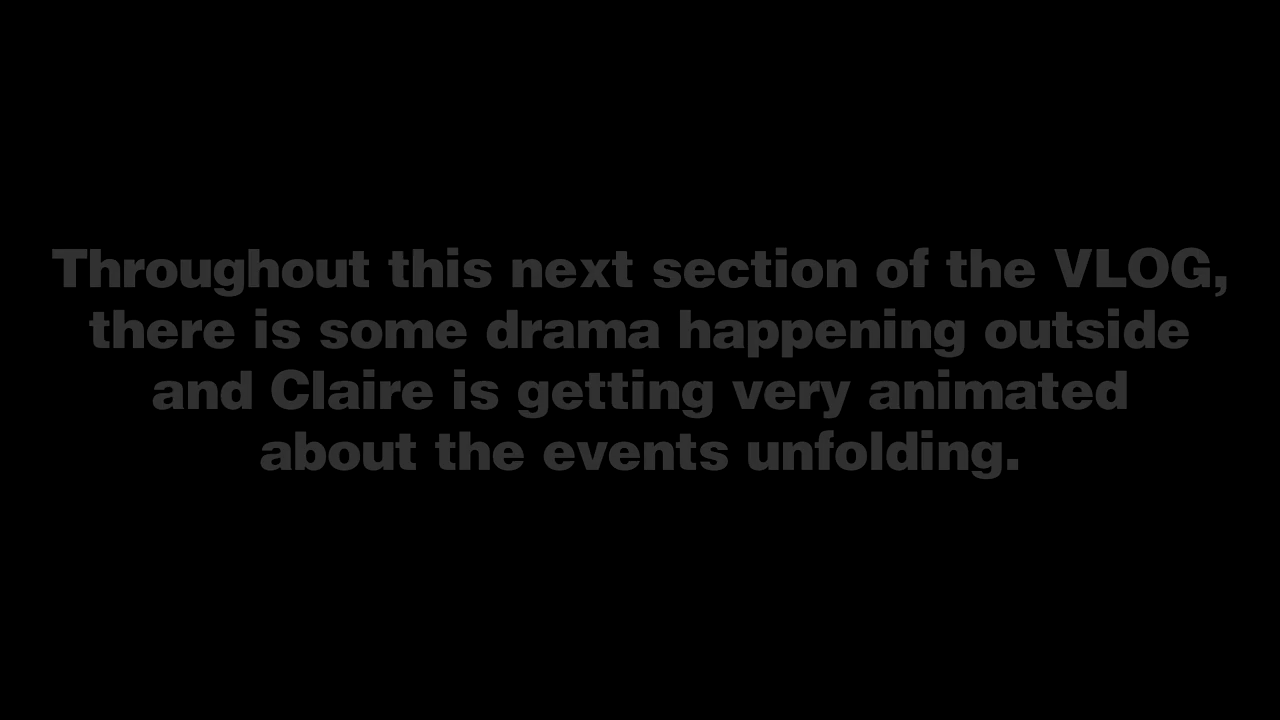 Throughout this next section of the VLOG,
there is some drama happening outside
and Claire is getting very animated
about the events unfolding.